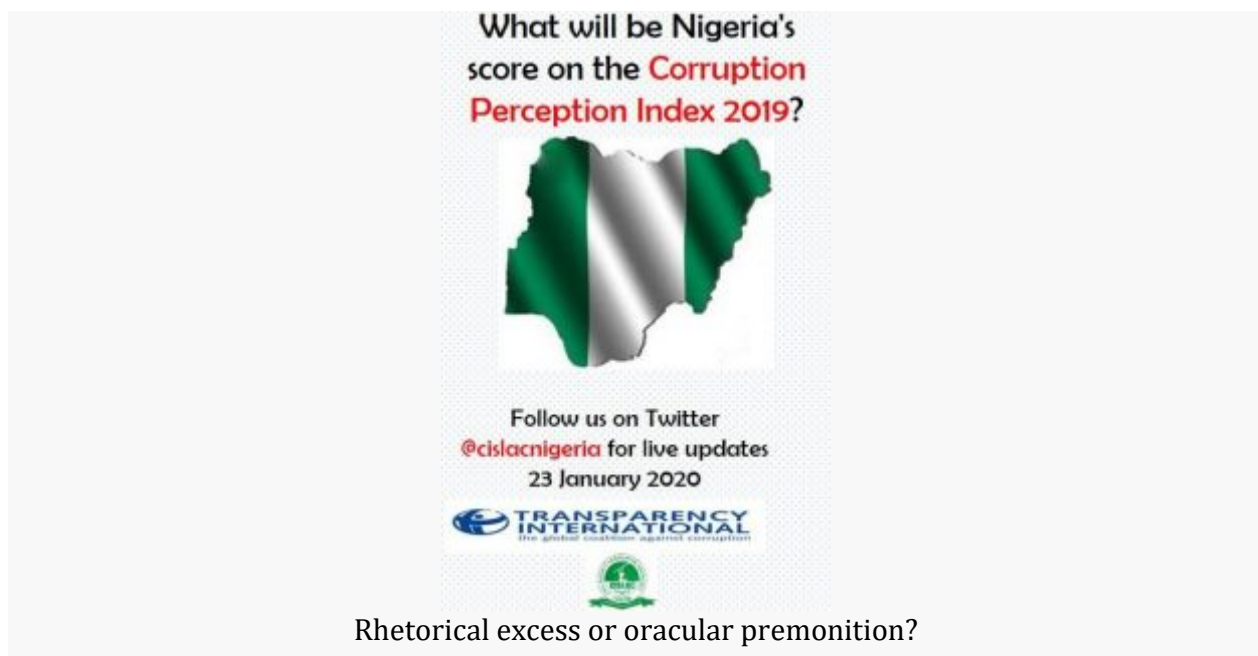 What will be Nigeria's
score on the Corruption
Perception Index 2019?
Follow us on Twitter
@cislacnigeria for live updates
23 January 2020
TRANSPARENCY
INTERNATIONAL
the global coalition against corruption
Rhetorical excess or oracular premonition?